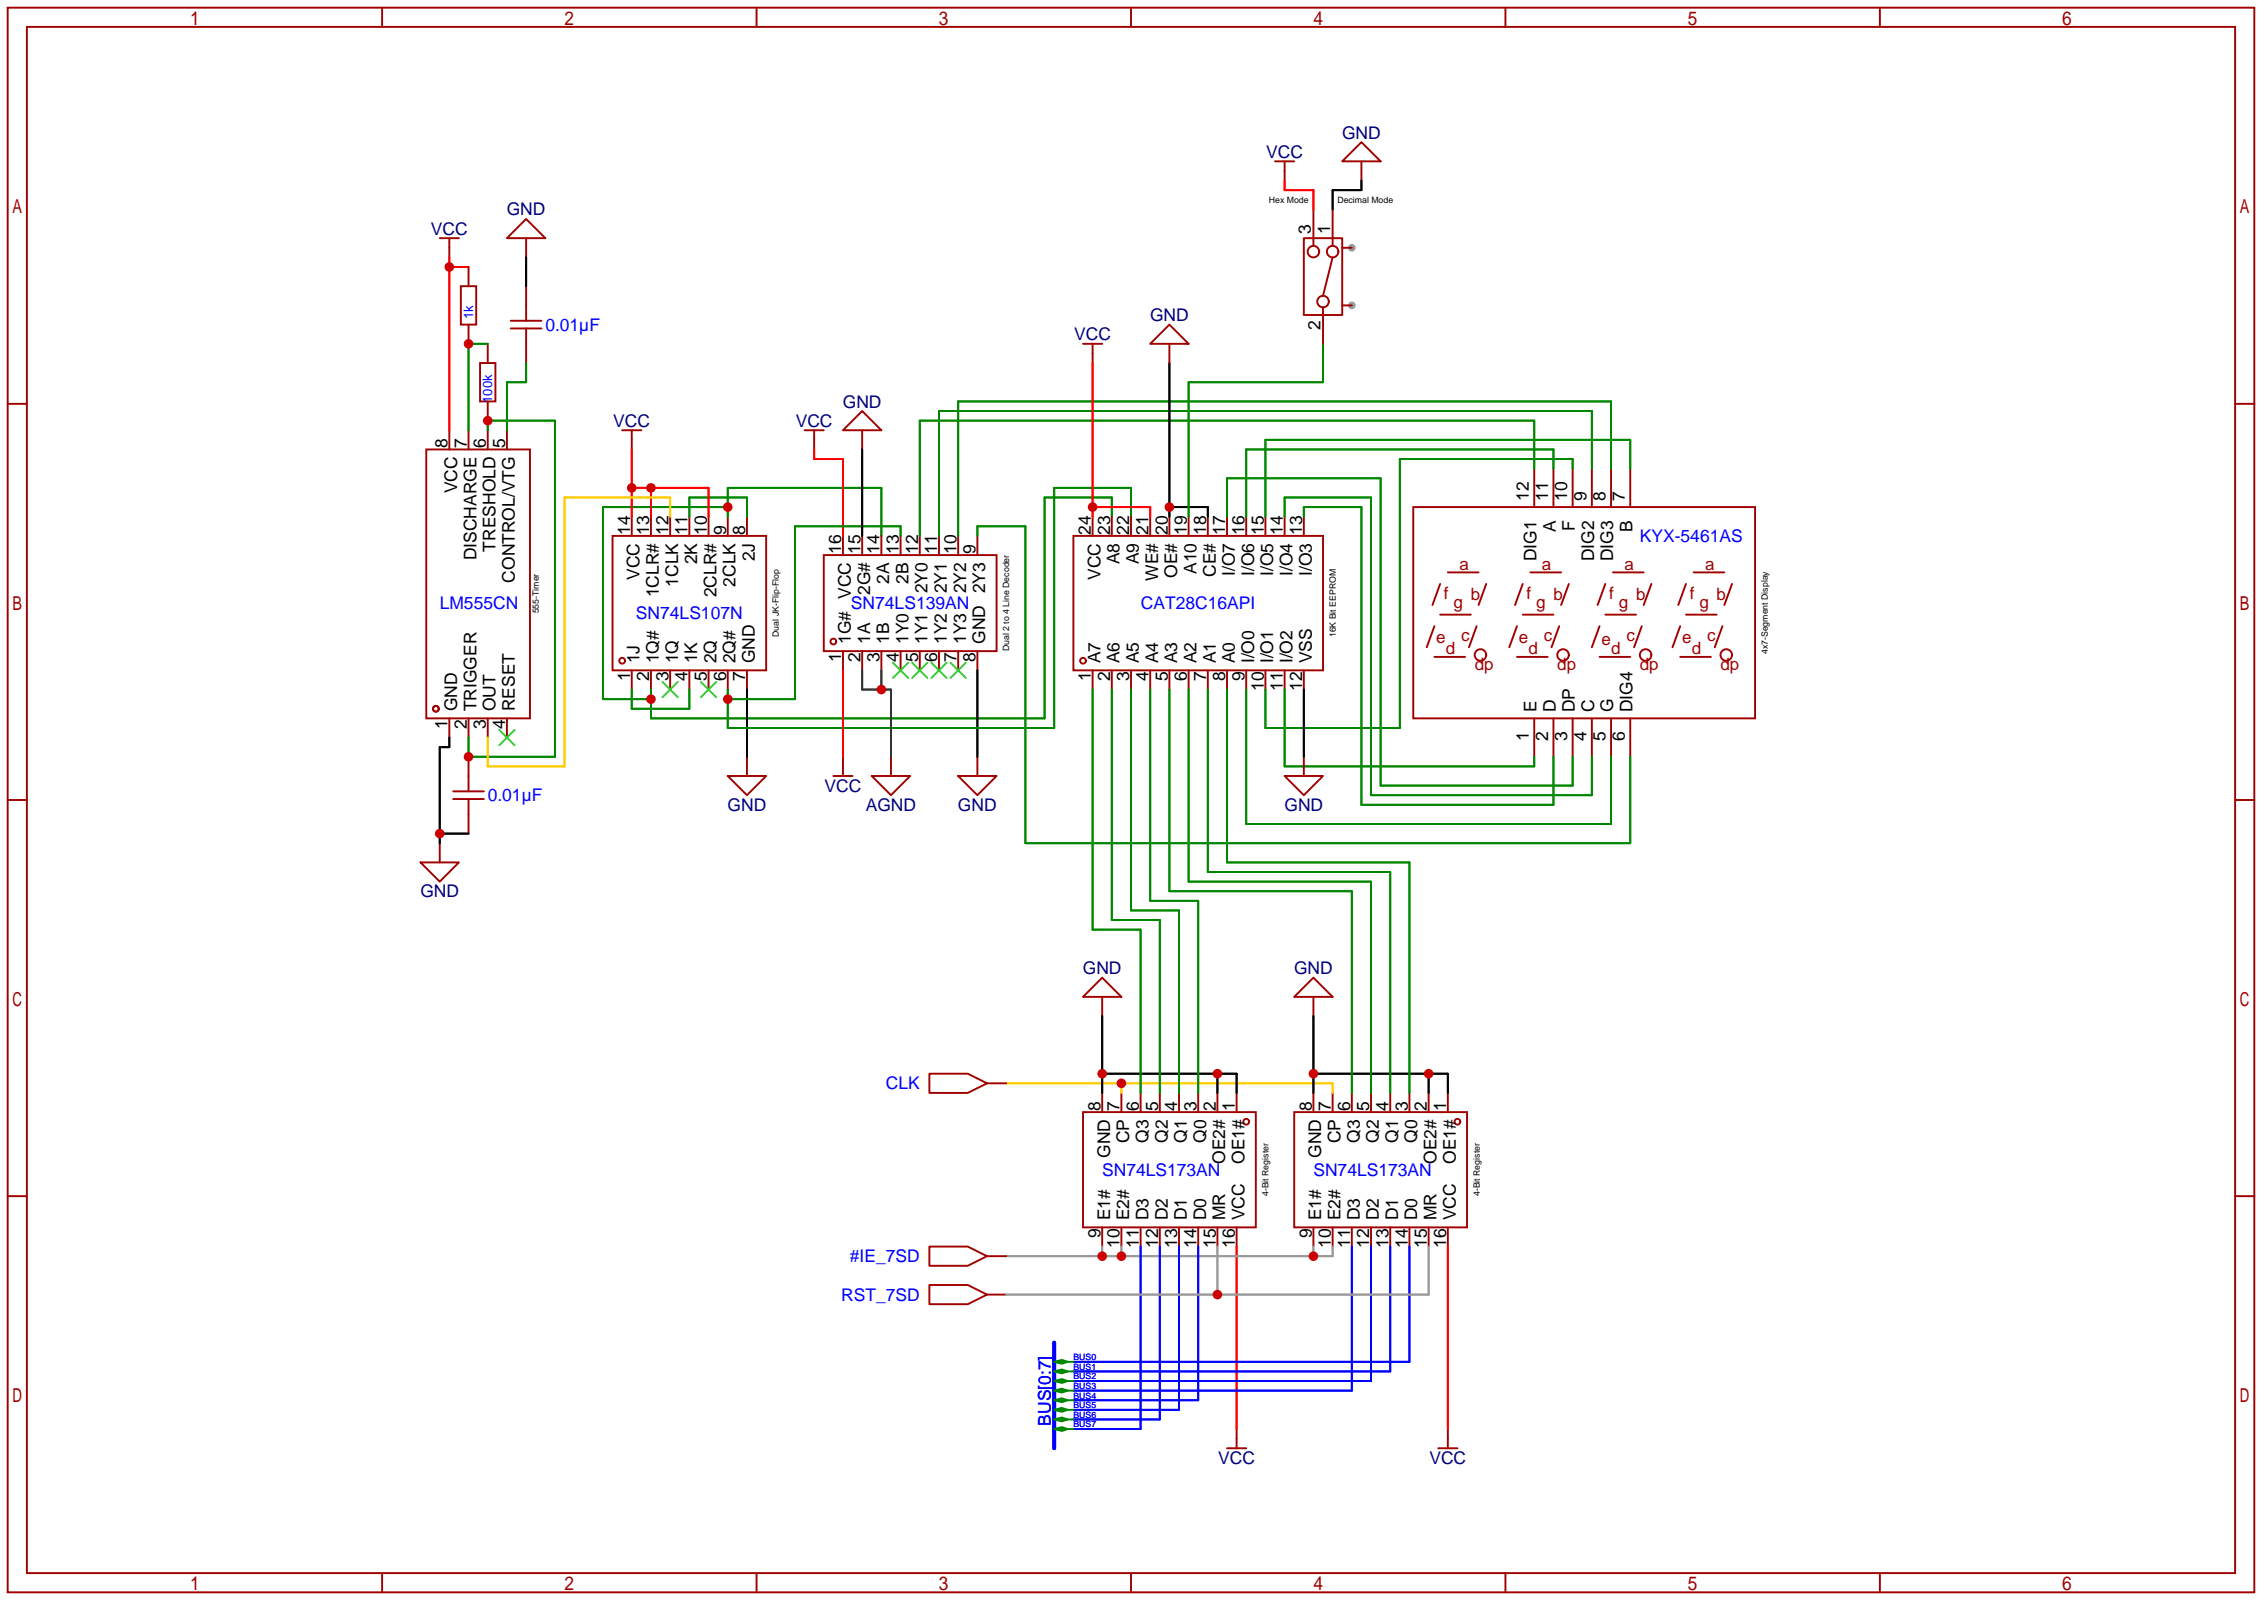 1 2 3 4 5 6
A
B
C
D
A
B
C
D
1 2 3 4 5 6
VCC
GND
1k
0.01µF
100k
8 7 6 5
VCC
DISCHARGE
TRESHOLD
CONTROL/VTG
LM555CN
555-Timer
GND
TRIGGER
OUT
RESET
1 2 3 4
0.01µF
GND
VCC
14 13 12 11 10 9 8
VCC
1CLR#
1CLK
2K
2CLR#
2CLK
2J
SN74LS107N
Dual JK-Flip-Flop
1J
1Q#
1Q
1K
2Q
2Q#
GND
1 2 3 4 5 6 7
GND
VCC
GND
16 15 14 13 12 11 10 9
VCC
2G#
2A
2B
2Y0
2Y1
2Y2
2Y3
SN74LS139AN
Dual 2 to 4 Line Decoder
1G#
1A
1B
1Y0
1Y1
1Y2
1Y3
GND
1 2 3 4 5 6 7 8
VCC
AGND
GND
VCC
GND
Hex Mode
Decimal Mode
3 1
2
VCC
GND
24 23 22 21 20 19 18 17 16 15 14 13
VCC
A8
A9
WE#
OE#
A10
CE#
I/O7
I/O6
I/O5
I/O4
I/O3
CAT28C16API
16K Bit EEPROM
A7
A6
A5
A4
A3
A2
A1
A0
I/O0
I/O1
I/O2
VSS
1 2 3 4 5 6 7 8 9 10 11 12
GND
12 11 10 9 8 7
DIG1
A
F
DIG2
DIG3
B
KYX-5461AS
a a a a
f g b f g b f g b f g b
e d c dp e d c dp e d c dp e d c dp
4x7-Segment Display
E
D
DP
C
G
DIG4
1 2 3 4 5 6
GND
GND
CLK
8 7 6 5 4 3 2 1
GND
CP
Q3
Q2
Q1
Q0
OE2#
OE1#
SN74LS173AN
4-Bit Register
E1#
E2#
D3
D2
D1
D0
MR
VCC
9 10 11 12 13 14 15 16
8 7 6 5 4 3 2 1
GND
CP
Q3
Q2
Q1
Q0
OE2#
OE1#
SN74LS173AN
4-Bit Register
E1#
E2#
D3
D2
D1
D0
MR
VCC
9 10 11 12 13 14 15 16
#IE_7SD
RST_7SD
BUS[0:7]
BUS0
BUS1
BUS2
BUS3
BUS4
BUS5
BUS6
BUS7
VCC
VCC